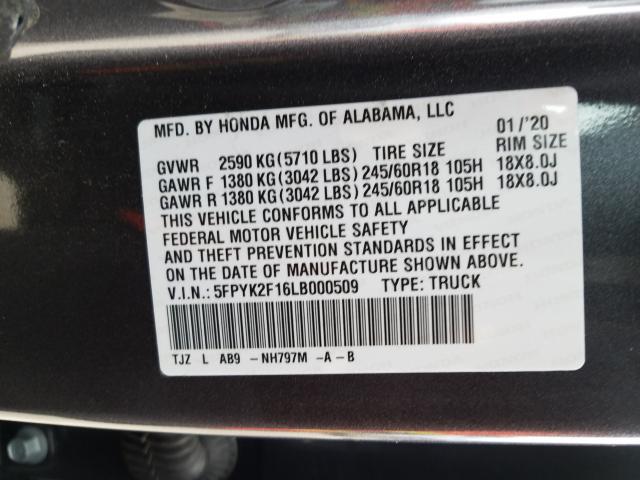 MFD. BY HONDA MFG. OF ALABAMA, LLC 01/'20
GVWR 2590 KG(5710 LBS) TIRE SIZE RIM SIZE
GAWR F 1380 KG(3042 LBS) 245/60R18 105H 18X8.0J
GAWR R 1380 KG(3042 LBS) 245/60R18 105H 18X8.0J
THIS VEHICLE CONFORMS TO ALL APPLICABLE
FEDERAL MOTOR VEHICLE SAFETY
AND THEFT PREVENTION STANDARDS IN EFFECT
ON THE DATE OF MANUFACTURE SHOWN ABOVE.
V.I.N.: 5FPYK2F16LB000509 TYPE: TRUCK
TJZ L AB9 -NH797M -A-B